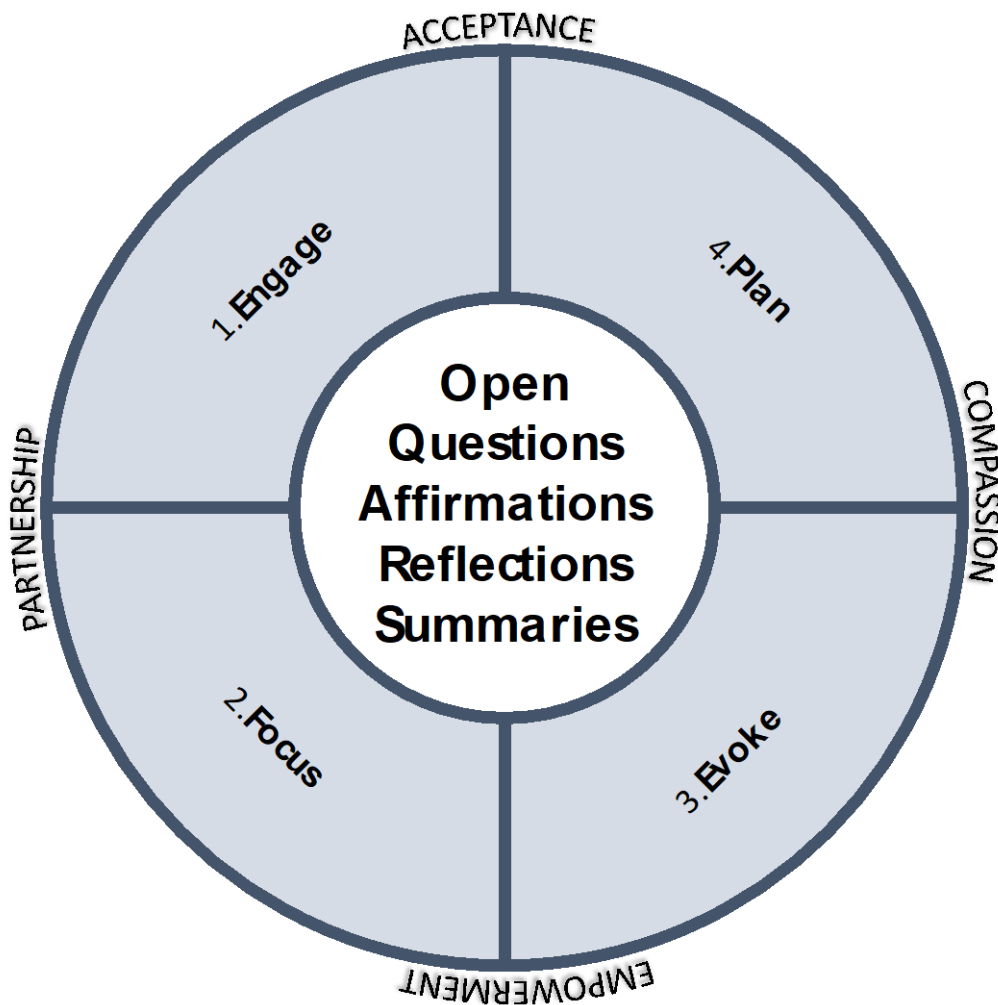 ACCEPTANCE
1.Engage
4.Plan
Open
Questions
Affirmations
Reflections
Summaries
PARTNERSHIP
COMPASSION
2.Focus
3.Evoke
EMPOWERMENT